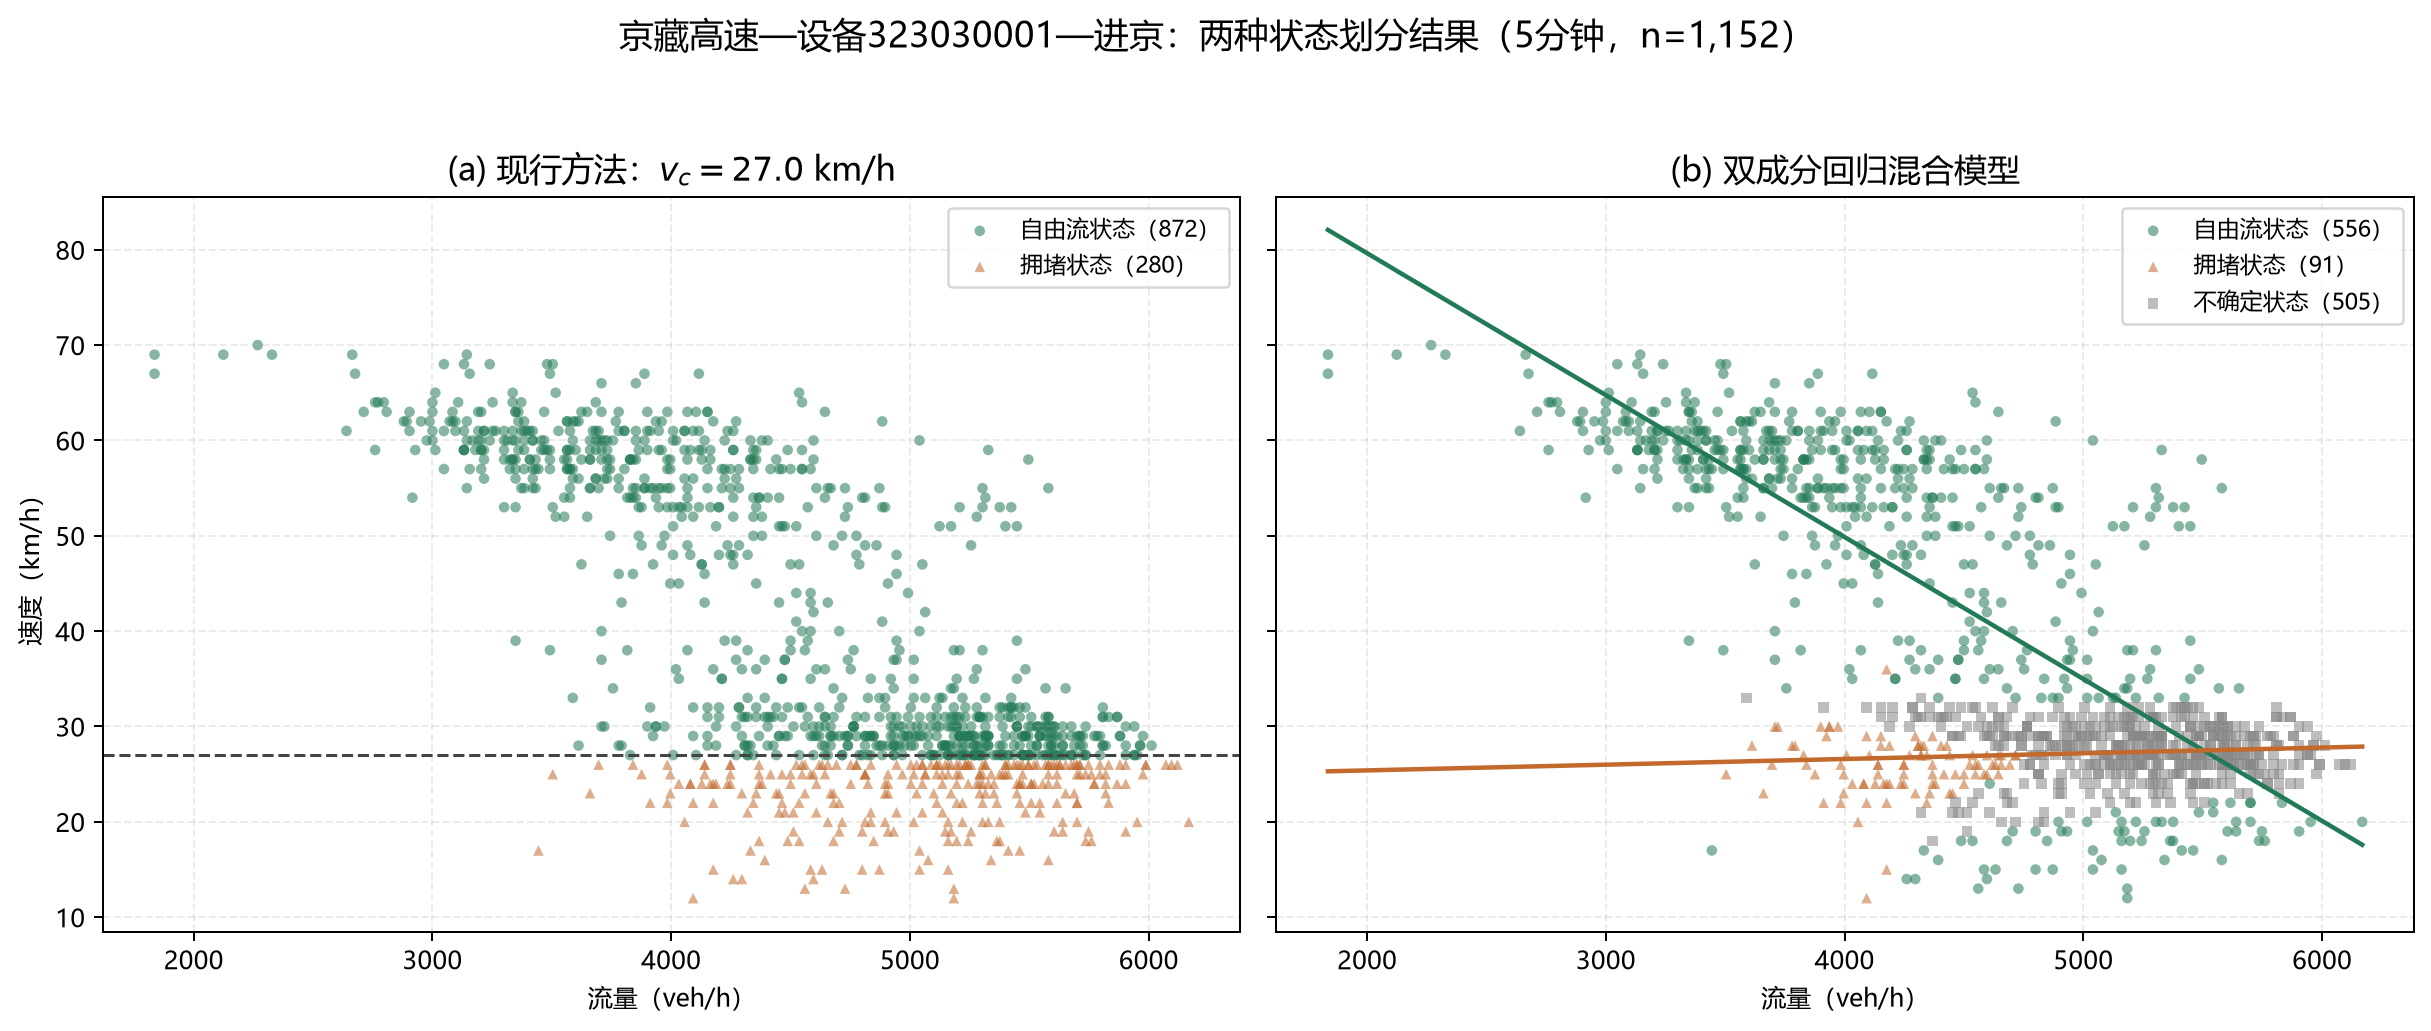 京藏高速—设备323030001—进京：两种状态划分结果（5分钟，n=1,152）
(a) 现行方法：v_c = 27.0 km/h
自由流状态（872）
拥堵状态（280）
80
70
60
50
40
30
20
10
速度（km/h）
2000
3000
4000
5000
6000
流量（veh/h）
(b) 双成分回归混合模型
自由流状态（556）
拥堵状态（91）
不确定状态（505）
2000
3000
4000
5000
6000
流量（veh/h）